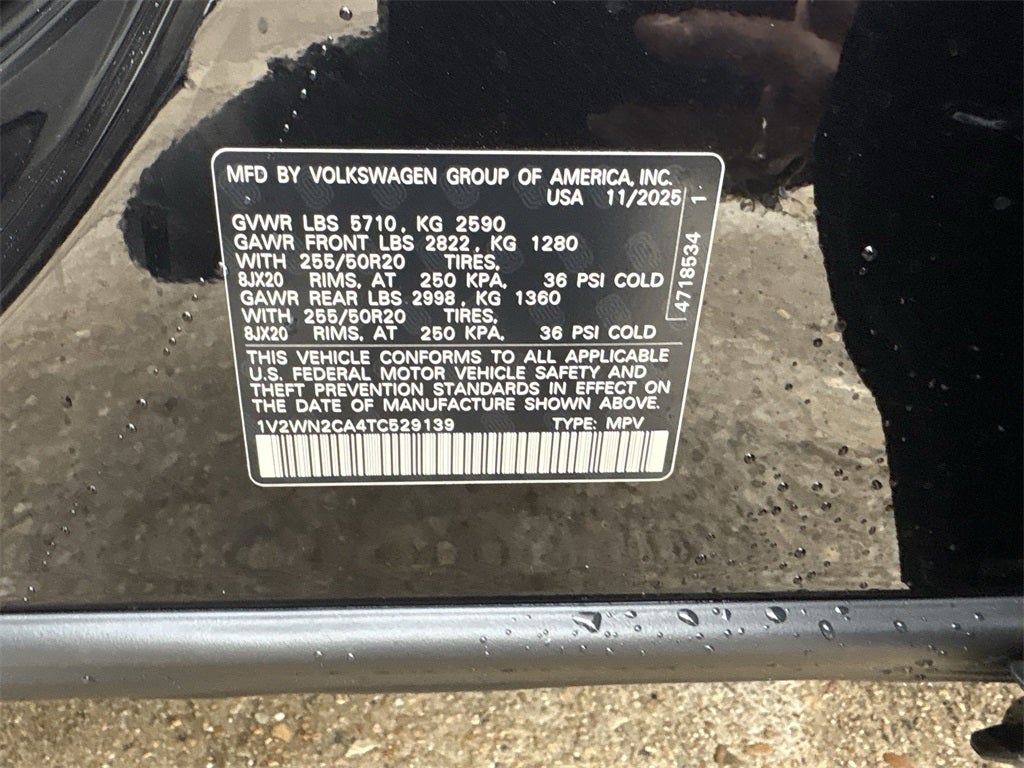 MFD BY VOLKSWAGEN GROUP OF AMERICA, INC.
USA 11/2025
GVWR LBS 5710, KG 2590
GAWR FRONT LBS 2822, KG 1280
WITH 255/50R20 TIRES,
8JX20 RIMS, AT 250 KPA, 36 PSI COLD
GAWR REAR LBS 2998, KG 1360
WITH 255/50R20 TIRES,
8JX20 RIMS, AT 250 KPA, 36 PSI COLD
4718534 1
THIS VEHICLE CONFORMS TO ALL APPLICABLE
U.S. FEDERAL MOTOR VEHICLE SAFETY AND
THEFT PREVENTION STANDARDS IN EFFECT ON
THE DATE OF MANUFACTURE SHOWN ABOVE.
1V2WN2CA4TC529139 TYPE: MPV